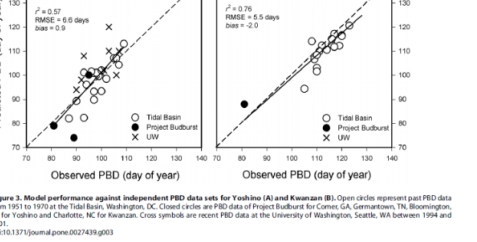 130
r² = 0.57
RMSE = 6.6 days
bias = 0.9
120
110
100
90
80
70
Tidal Basin
Project Budburst
UW
70 80 90 100 110 120 130 140
Observed PBD (day of year)
r² = 0.76
RMSE = 5.5 days
bias = -2.0
130
120
110
100
90
80
70
Tidal Basin
Project Budburst
UW
70 80 90 100 110 120 130 140
Observed PBD (day of year)
gure 3. Model performance against independent PBD data sets for Yoshino (A) and Kwanzan (B). Open circles represent past PBD data
m 1951 to 1970 at the Tidal Basin, Washington, DC. Closed circles are PBD data of Project Budburst for Comer, GA, Germantown, TN, Bloomington,
for Yoshino and Charlotte, NC for Kwanzan. Cross symbols are recent PBD data at the University of Washington, Seattle, WA between 1994 and
01.
i:10.1371/journal.pone.0027439.g003